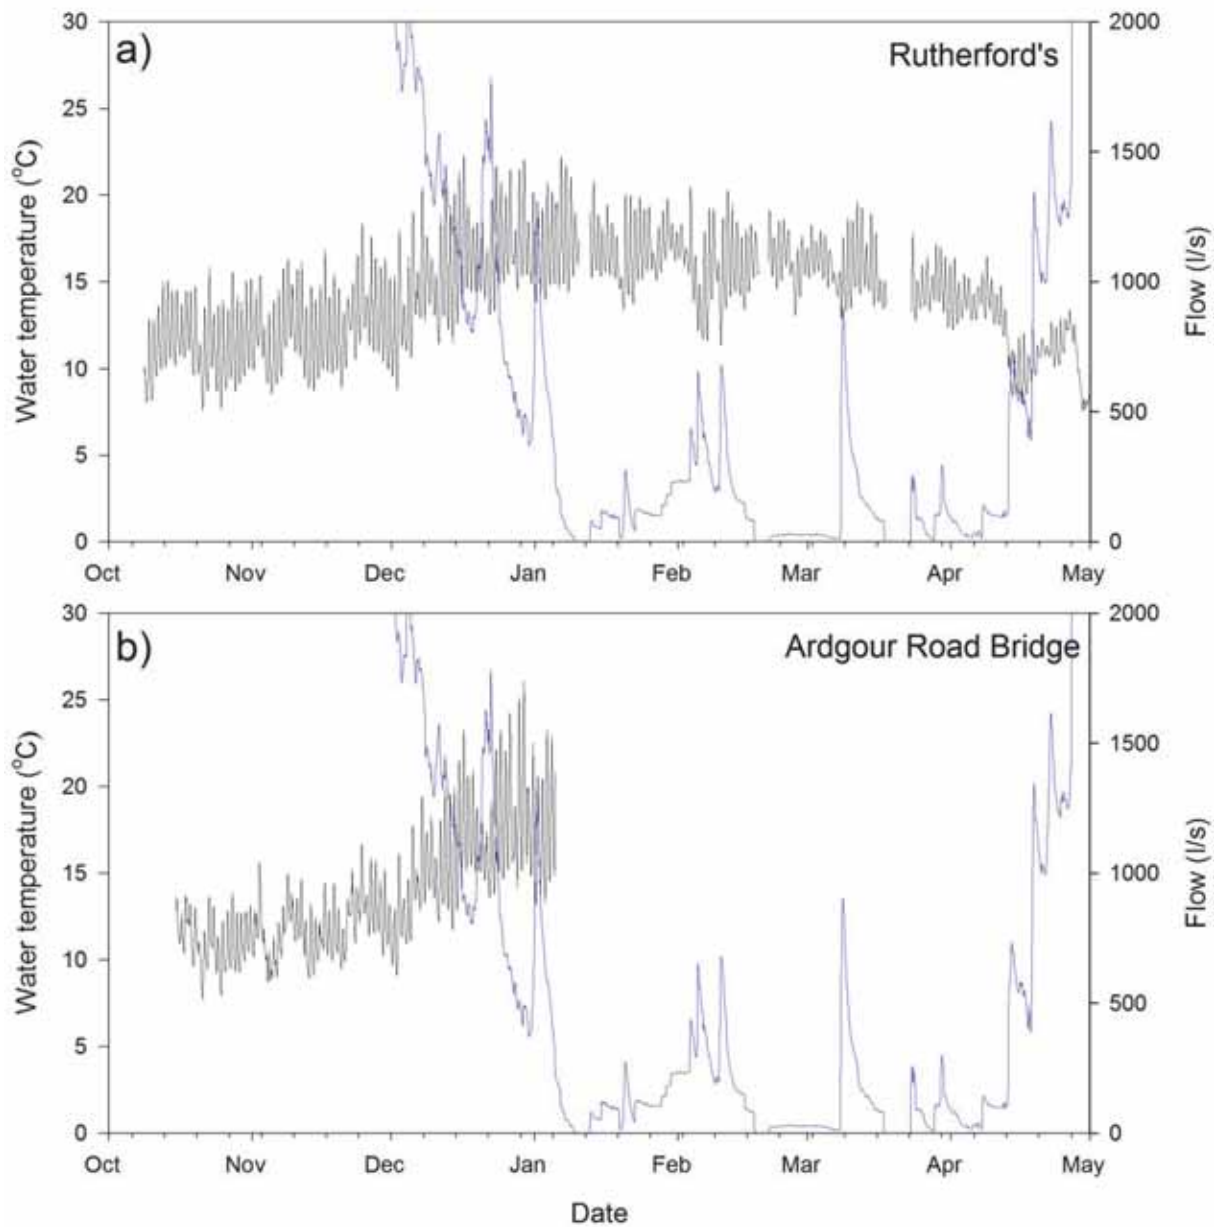 a)
Rutherford's
30
25
20
15
10
5
0
Water temperature (°C)
2000
1500
1000
500
0
Flow (l/s)
Oct Nov Dec Jan Feb Mar Apr May
b)
Ardgour Road Bridge
30
25
20
15
10
5
0
Water temperature (°C)
2000
1500
1000
500
0
Flow (l/s)
Oct Nov Dec Jan Feb Mar Apr May
Date